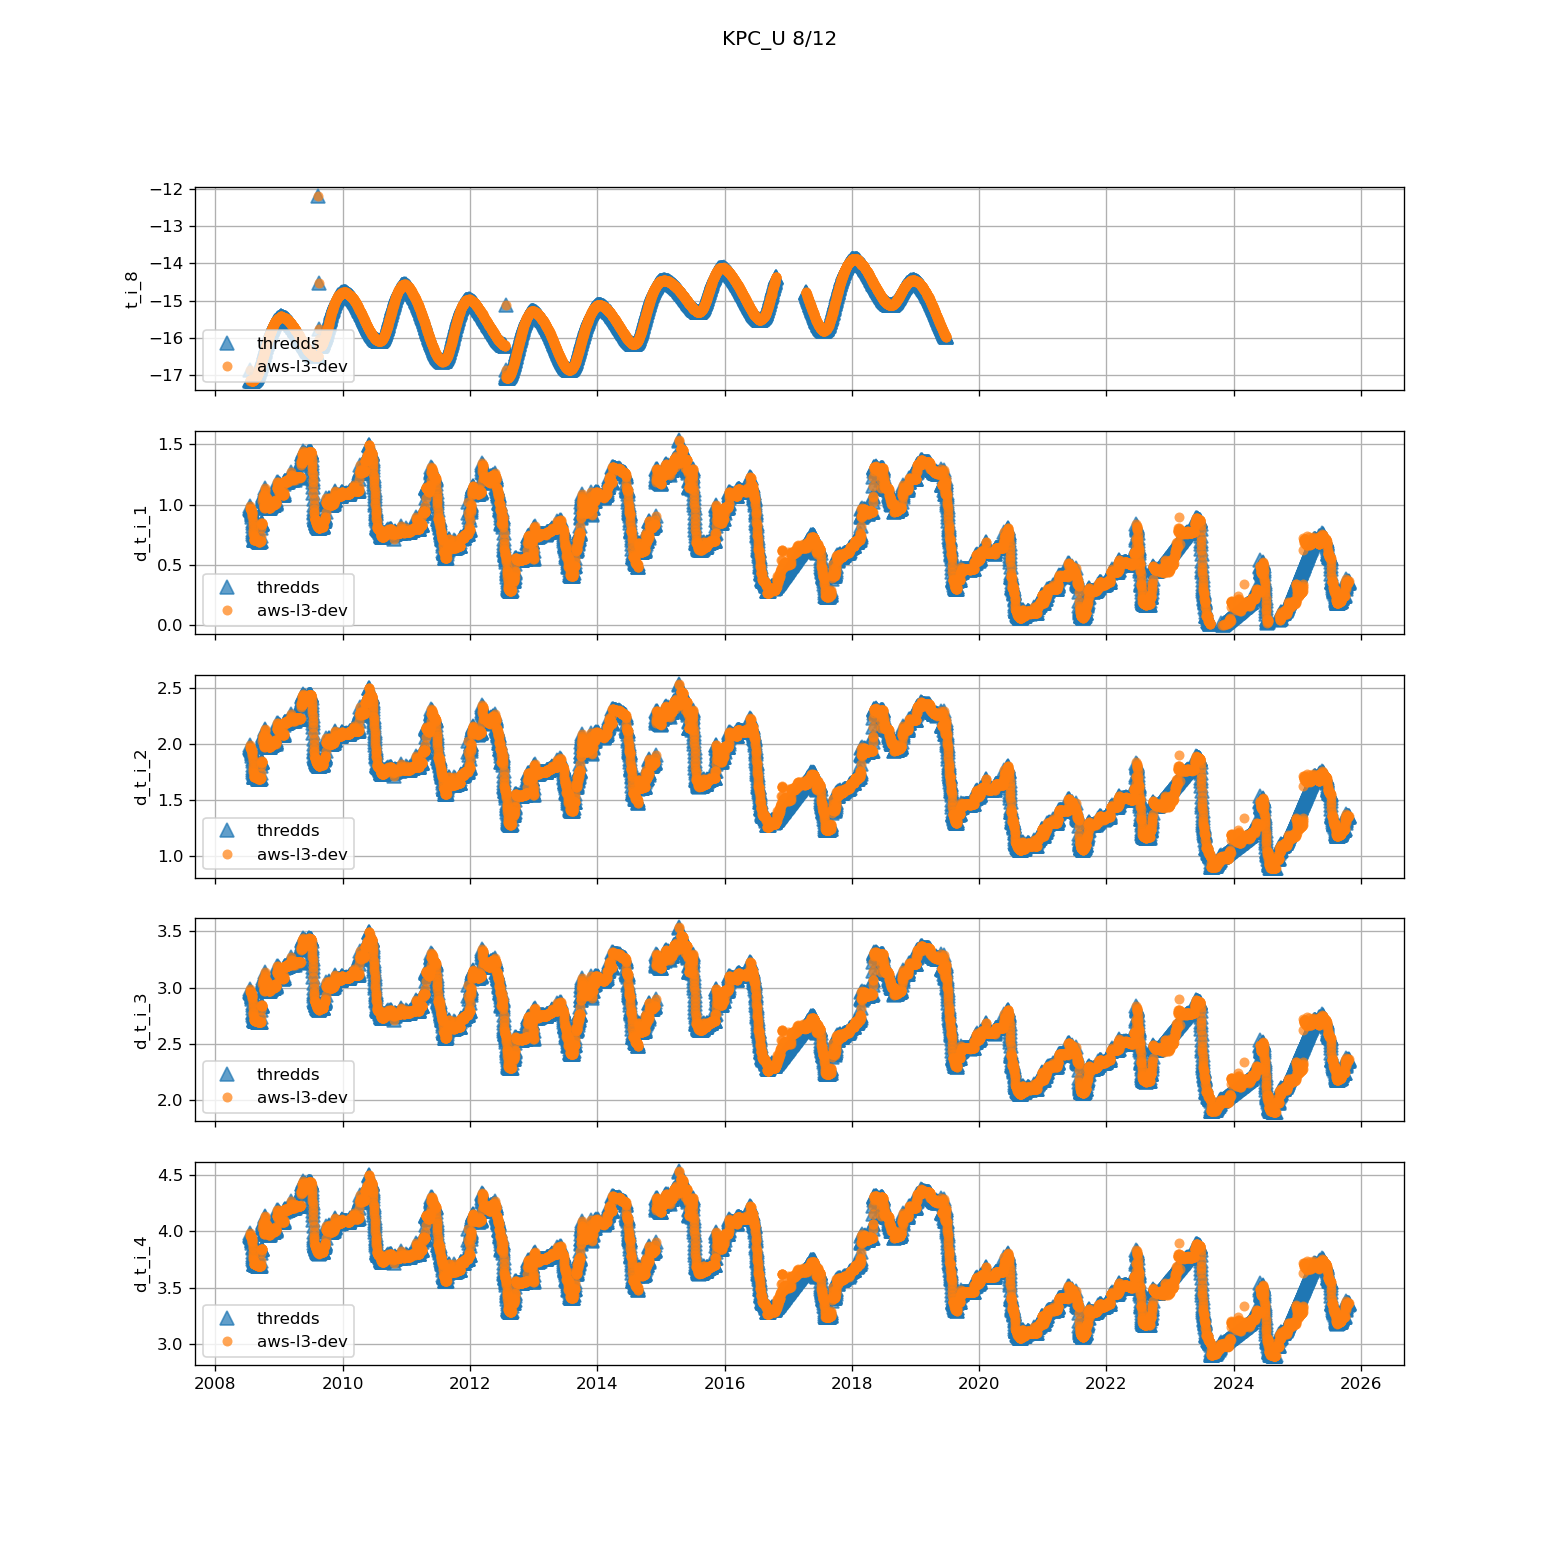 KPC_U 8/12
−12
−13
−14
−15
−16
−17
t_i_8
thredds
aws-l3-dev
1.5
1.0
0.5
0.0
d_t_i_1
thredds
aws-l3-dev
2.5
2.0
1.5
1.0
d_t_i_2
thredds
aws-l3-dev
3.5
3.0
2.5
2.0
d_t_i_3
thredds
aws-l3-dev
4.5
4.0
3.5
3.0
d_t_i_4
thredds
aws-l3-dev
2008 2010 2012 2014 2016 2018 2020 2022 2024 2026